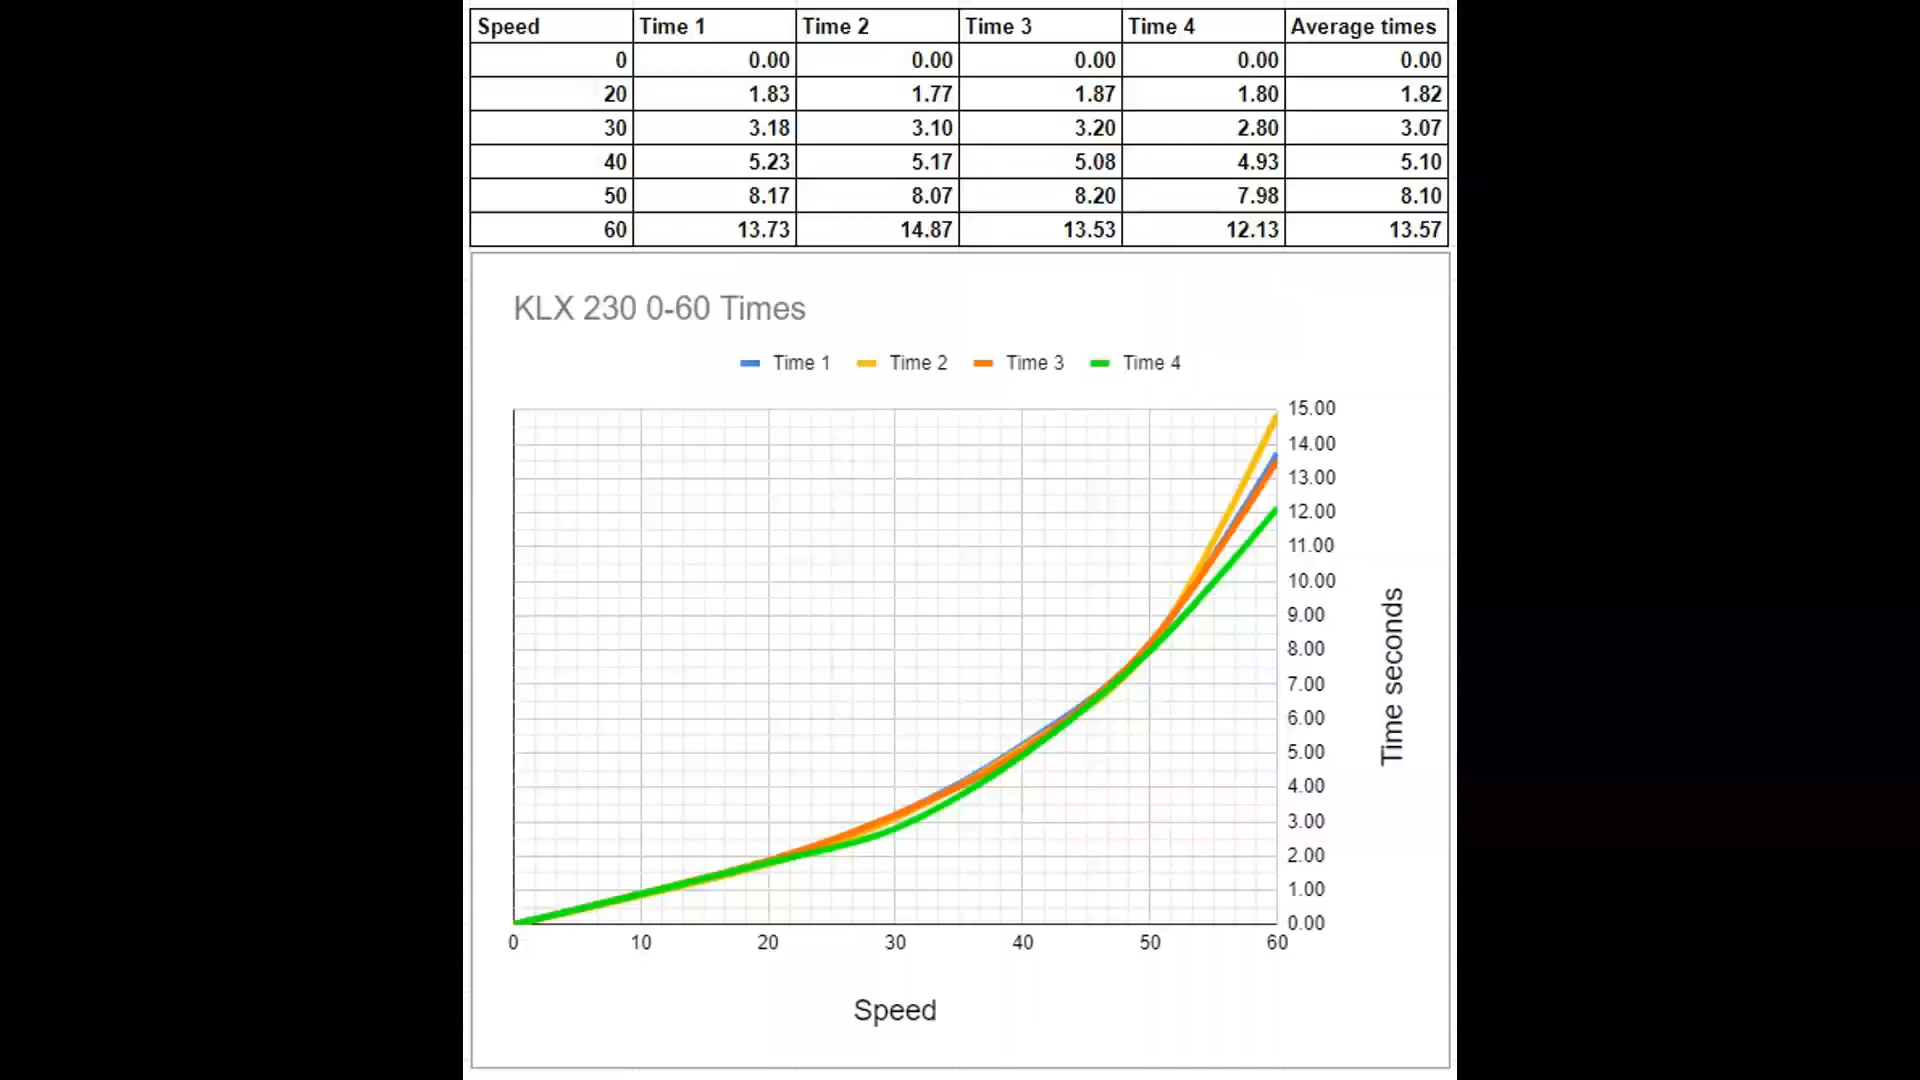 Speed Time 1 Time 2 Time 3 Time 4 Average times
0 0.00 0.00 0.00 0.00 0.00
20 1.83 1.77 1.87 1.80 1.82
30 3.18 3.10 3.20 2.80 3.07
40 5.23 5.17 5.08 4.93 5.10
50 8.17 8.07 8.20 7.98 8.10
60 13.73 14.87 13.53 12.13 13.57
KLX 230 0-60 Times
Time 1 Time 2 Time 3 Time 4
15.00
14.00
13.00
12.00
11.00
10.00
9.00
8.00
7.00
6.00
5.00
4.00
3.00
2.00
1.00
0.00
Time seconds
0 10 20 30 40 50 60
Speed